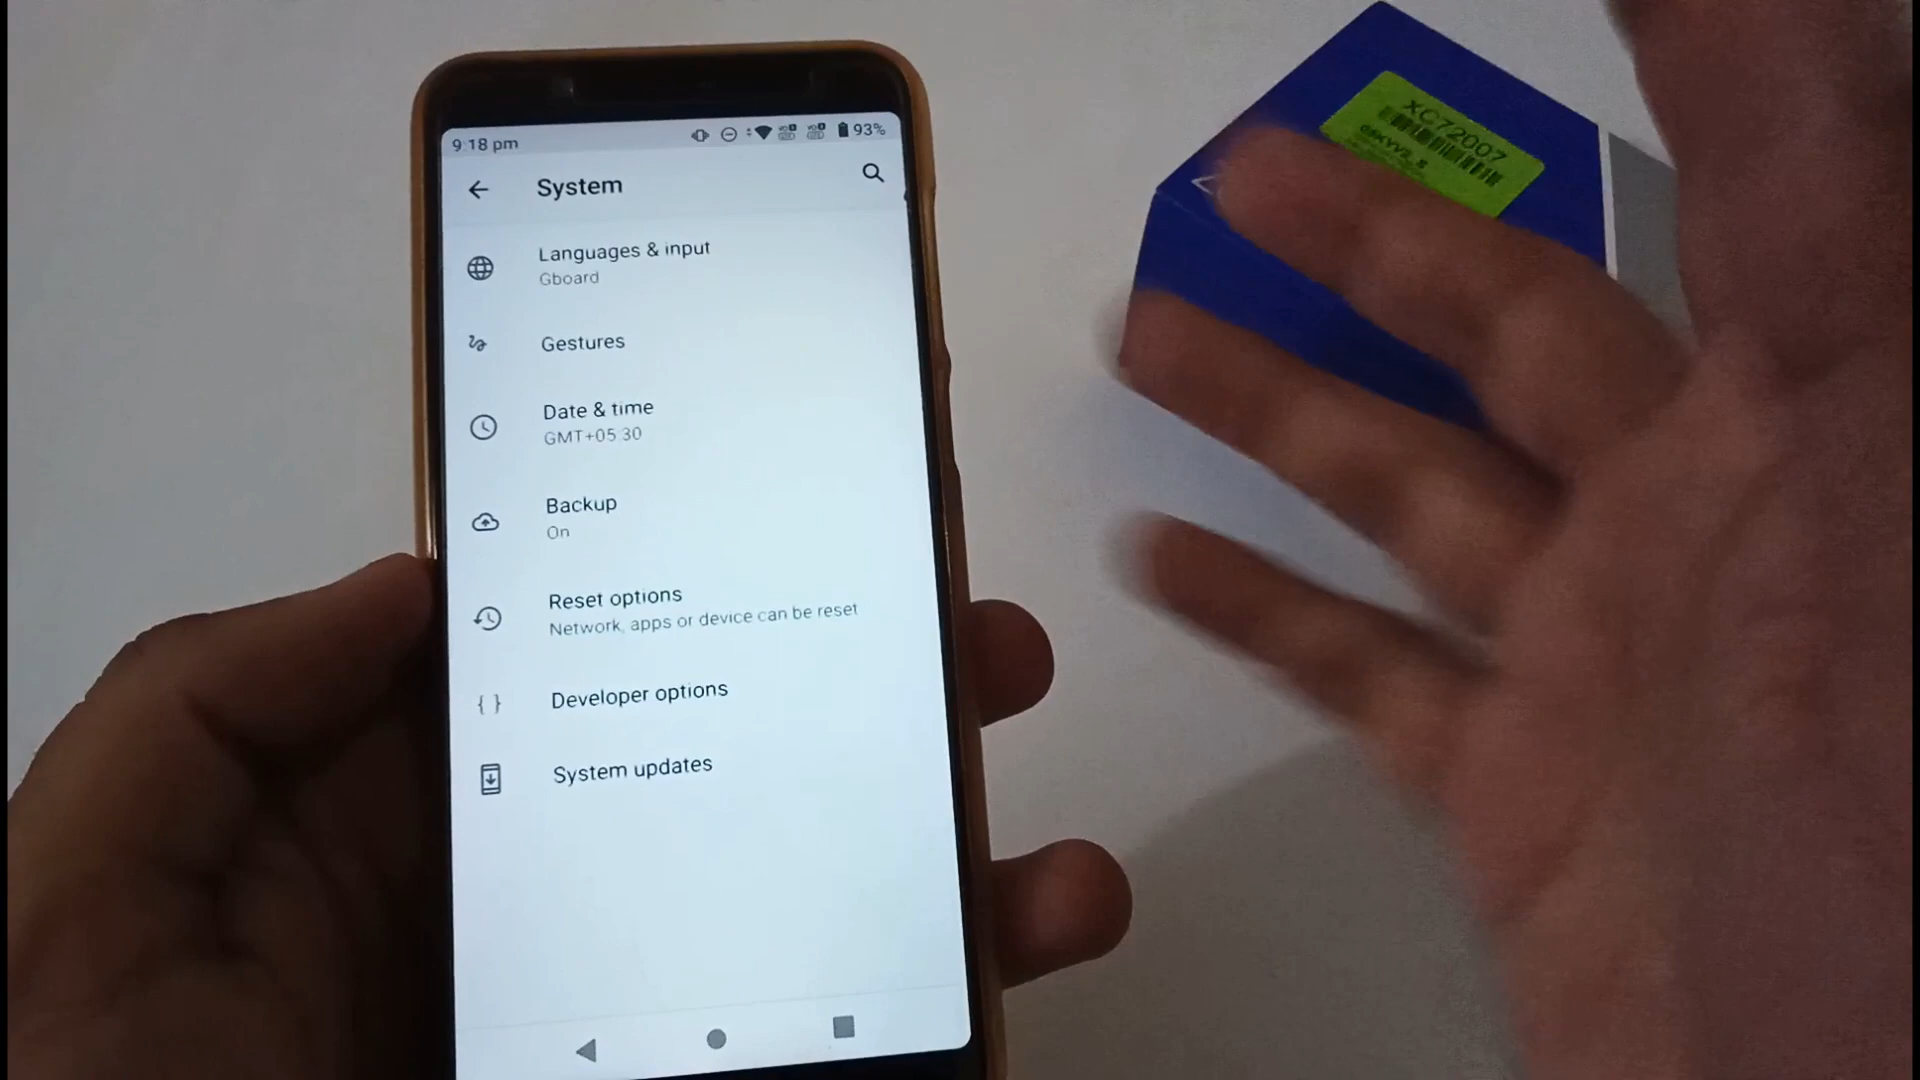 9:18 pm
93%
System
Languages & input
Gboard
Gestures
Date & time
GMT+05:30
Backup
On
Reset options
Network, apps or device can be reset
Developer options
System updates
XC72007